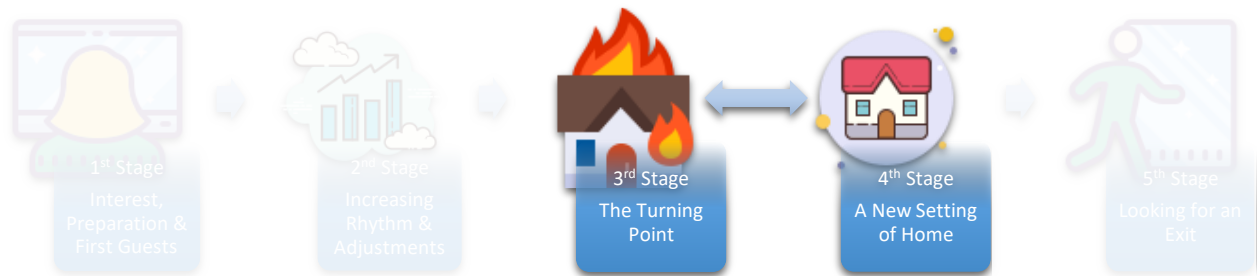 1st Stage
Interest,
Preparation &
First Guests
2nd Stage
Increasing
Rhythm &
Adjustments
3rd Stage
The Turning
Point
4th Stage
A New Setting
of Home
5th Stage
Looking for an
Exit